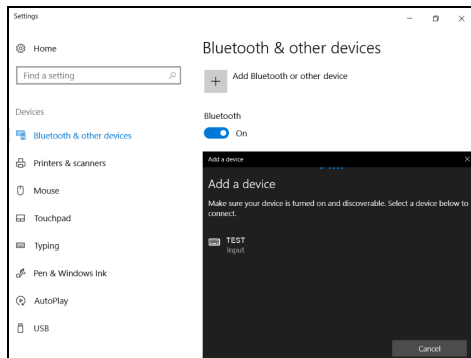 Settings
Home
Find a setting
Devices
Bluetooth & other devices
Printers & scanners
Mouse
Touchpad
Typing
Pen & Windows Ink
AutoPlay
USB
Bluetooth & other devices
Add Bluetooth or other device
Bluetooth
On
Add a device
Add a device
Make sure your device is turned on and discoverable. Select a device below to
connect.
TEST
Input
Cancel